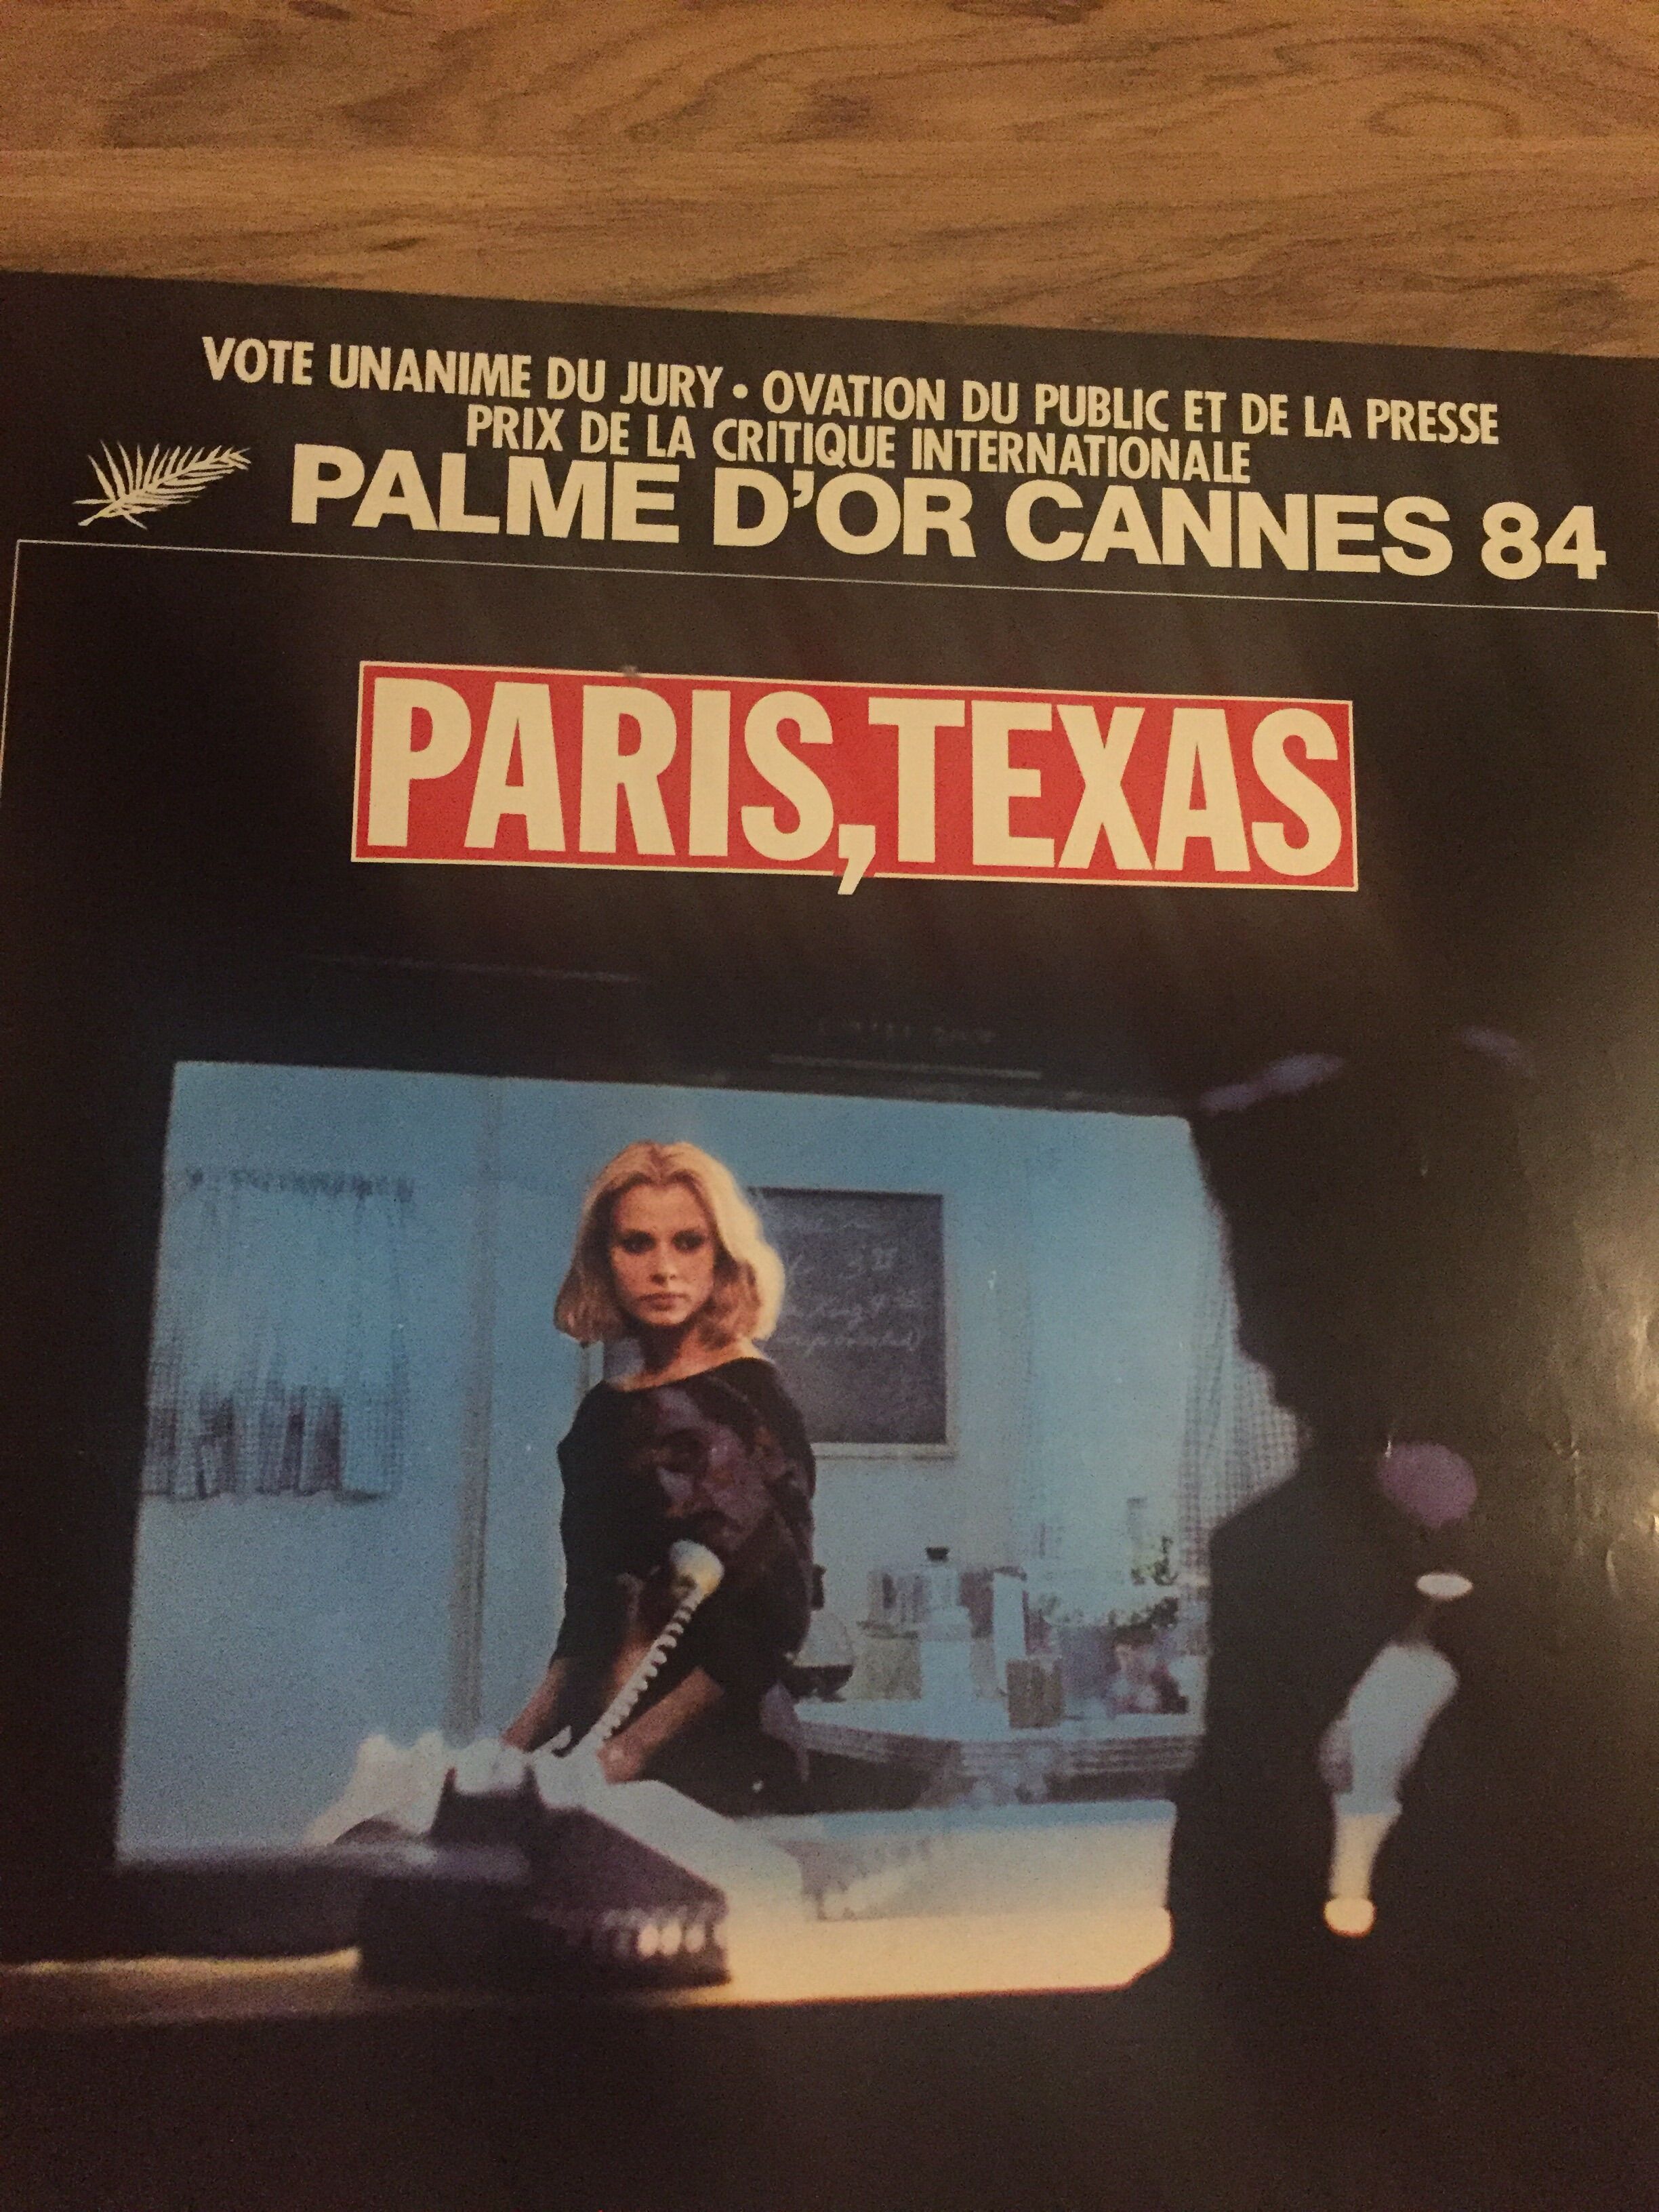 VOTE UNANIME DU JURY • OVATION DU PUBLIC ET DE LA PRESSE
PRIX DE LA CRITIQUE INTERNATIONALE
PALME D'OR CANNES 84
PARIS,TEXAS